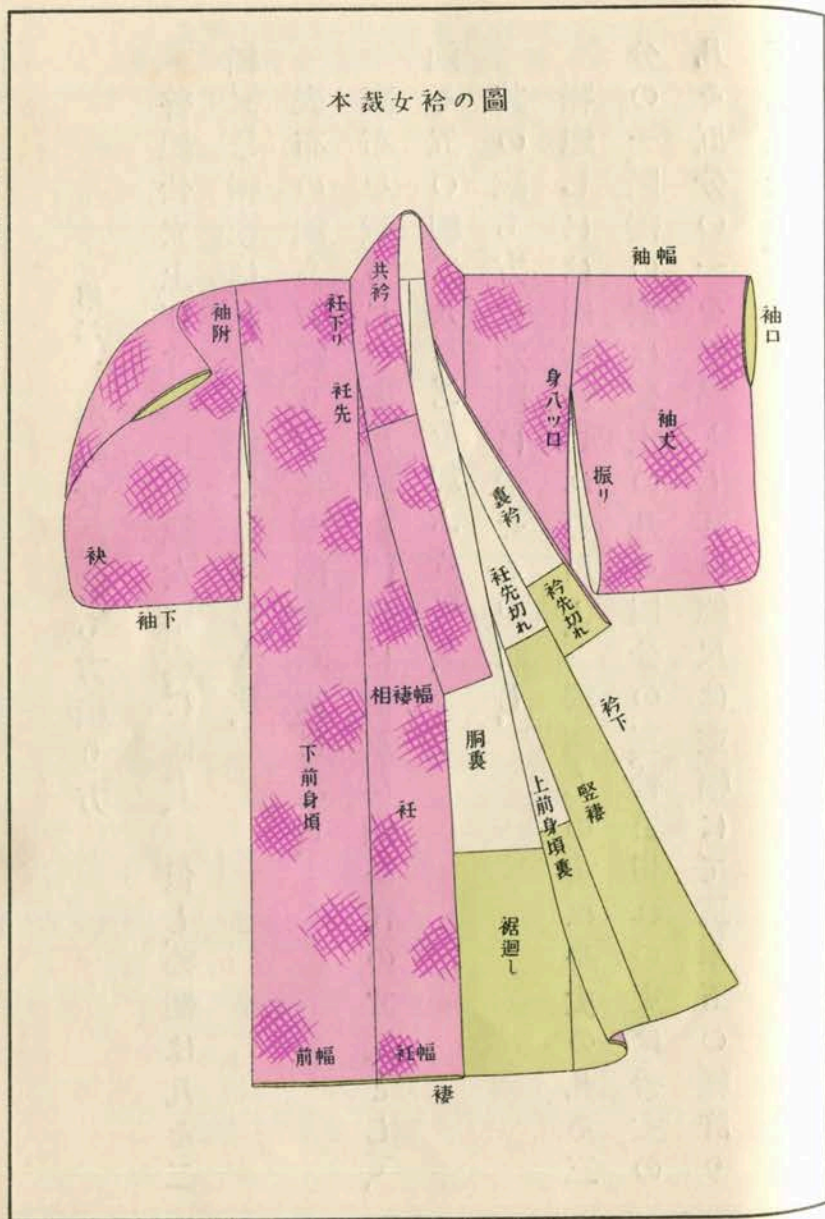 本裁女袷の圖
袖幅
袖口
共衿
衽下り
袖附
衽先
身八ッ口
袖丈
振り
裏衿
衽先切れ
衿先切れ
袂
袖下
相褄幅
衿下
胴裏
下前身頃
上前身頃裏
竪褄
衽
裾廻し
前幅
衽幅
褄